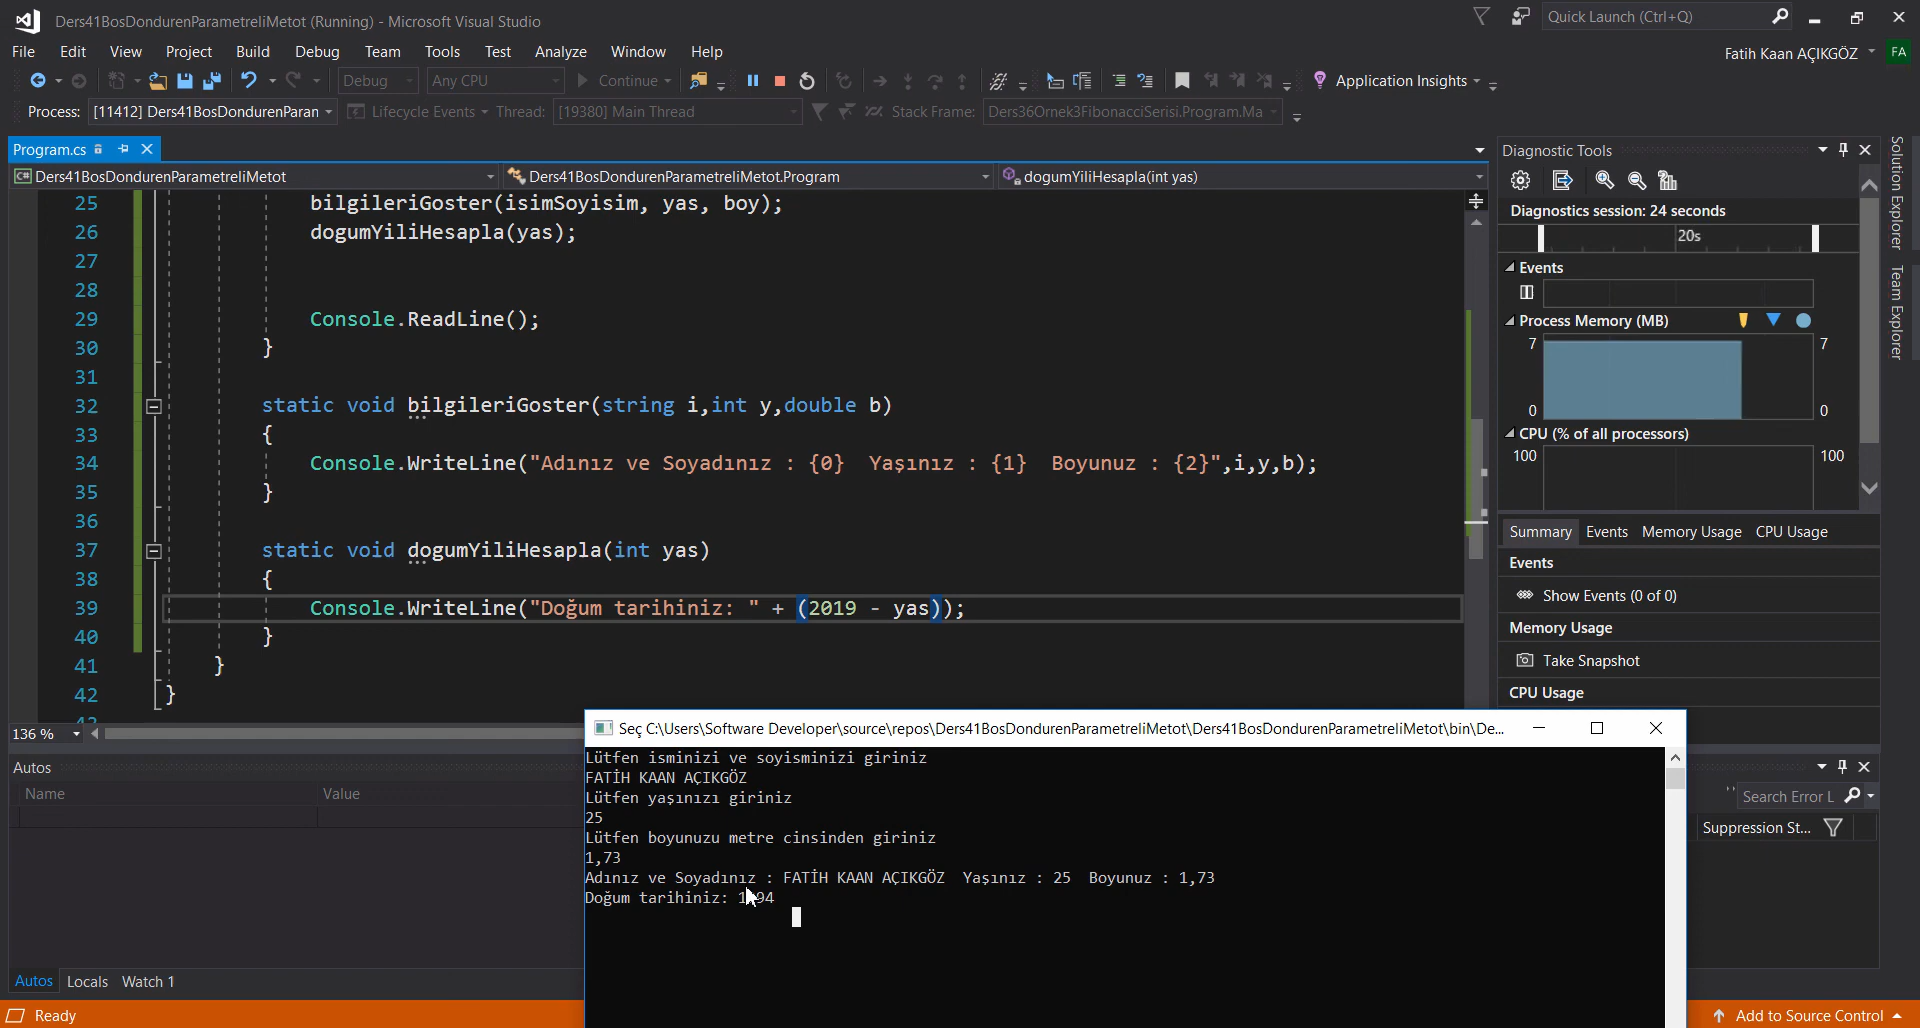 Ders41BosDondurenParametreliMetot (Running) - Microsoft Visual Studio
Quick Launch (Ctrl+Q)
File Edit View Project Build Debug Team Tools Test Analyze Window Help
Fatih Kaan AÇIKGÖZ FA
Debug Any CPU Continue Application Insights
Process: [11412] Ders41BosDondurenParan Lifecycle Events Thread: [19380] Main Thread Stack Frame: Ders36Ornek3FibonacciSerisi.Program.Ma
Program.cs
Ders41BosDondurenParametreliMetot Ders41BosDondurenParametreliMetot.Program dogumYiliHesapla(int yas)
25 bilgileriGoster(isimSoyisim, yas, boy);
26 dogumYiliHesapla(yas);
27
28
29 Console.ReadLine();
30 }
31
32 static void bilgileriGoster(string i,int y,double b)
33 {
34 Console.WriteLine("Adınız ve Soyadınız : {0}  Yaşınız : {1}  Boyunuz : {2}",i,y,b);
35 }
36
37 static void dogumYiliHesapla(int yas)
38 {
39 Console.WriteLine("Doğum tarihiniz: " + (2019 - yas));
40 }
41 }
42 }
136 %
Autos
Name Value
Autos Locals Watch 1
Ready
Diagnostic Tools
Diagnostics session: 24 seconds
20s
Events
Process Memory (MB)
7 7
0 0
CPU (% of all processors)
100 100
Summary Events Memory Usage CPU Usage
Events
Show Events (0 of 0)
Memory Usage
Take Snapshot
CPU Usage
Solution Explorer
Team Explorer
Search Error L
Suppression St...
Add to Source Control
Seç C:\Users\Software Developer\source\repos\Ders41BosDondurenParametreliMetot\Ders41BosDondurenParametreliMetot\bin\De...
Lütfen isminizi ve soyisminizi giriniz
FATİH KAAN AÇIKGÖZ
Lütfen yaşınızı giriniz
25
Lütfen boyunuzu metre cinsinden giriniz
1,73
Adınız ve Soyadınız : FATİH KAAN AÇIKGÖZ  Yaşınız : 25  Boyunuz : 1,73
Doğum tarihiniz: 1994